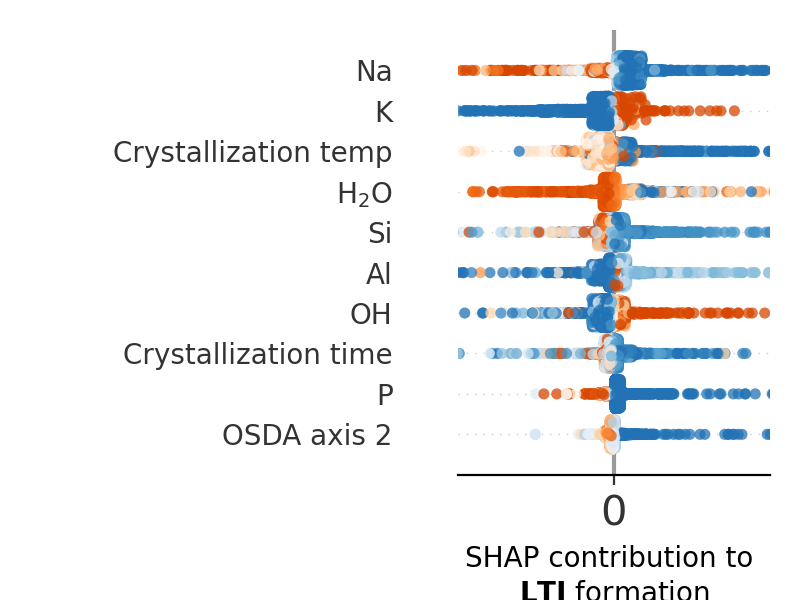 Na
K
Crystallization temp
H₂O
Si
Al
OH
Crystallization time
P
OSDA axis 2
0
SHAP contribution to
LTL formation